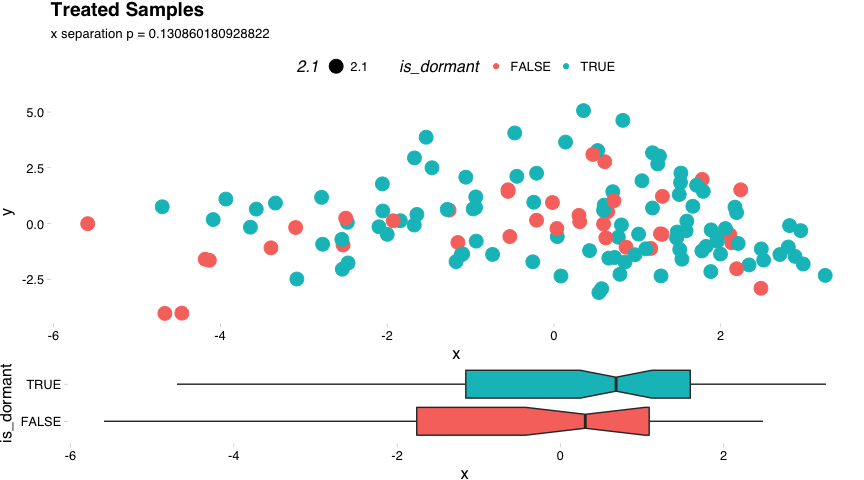 Treated Samples
x separation p = 0.130860180928822
2.1 2.1 is_dormant FALSE TRUE
5.0
2.5
0.0
-2.5
y
-6 -4 -2 0 2
x
is_dormant
TRUE
FALSE
-6 -4 -2 0 2
x